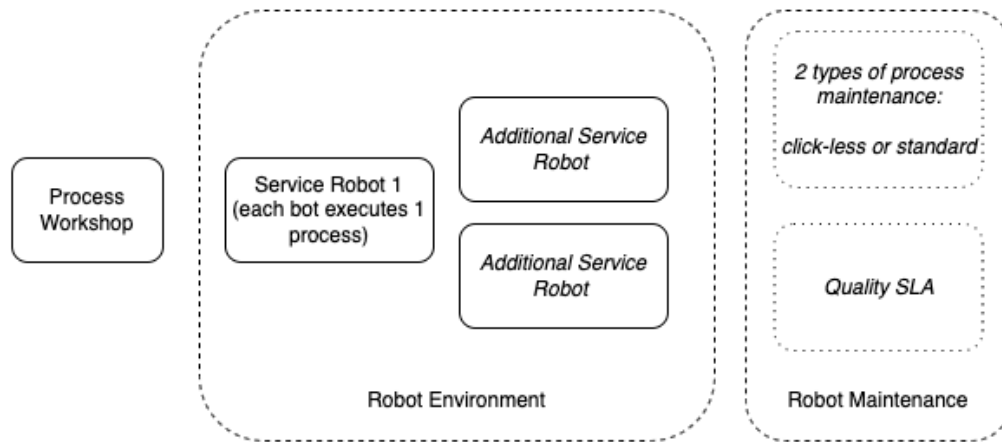 Process
Workshop
Service Robot 1
(each bot executes 1
process)
Additional Service
Robot
Additional Service
Robot
Robot Environment
2 types of process
maintenance:
click-less or standard
Quality SLA
Robot Maintenance